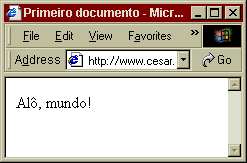 Primeiro documento - Micr...
File Edit View Favorites »
Address http://www.cesar. Go
Alô, mundo!